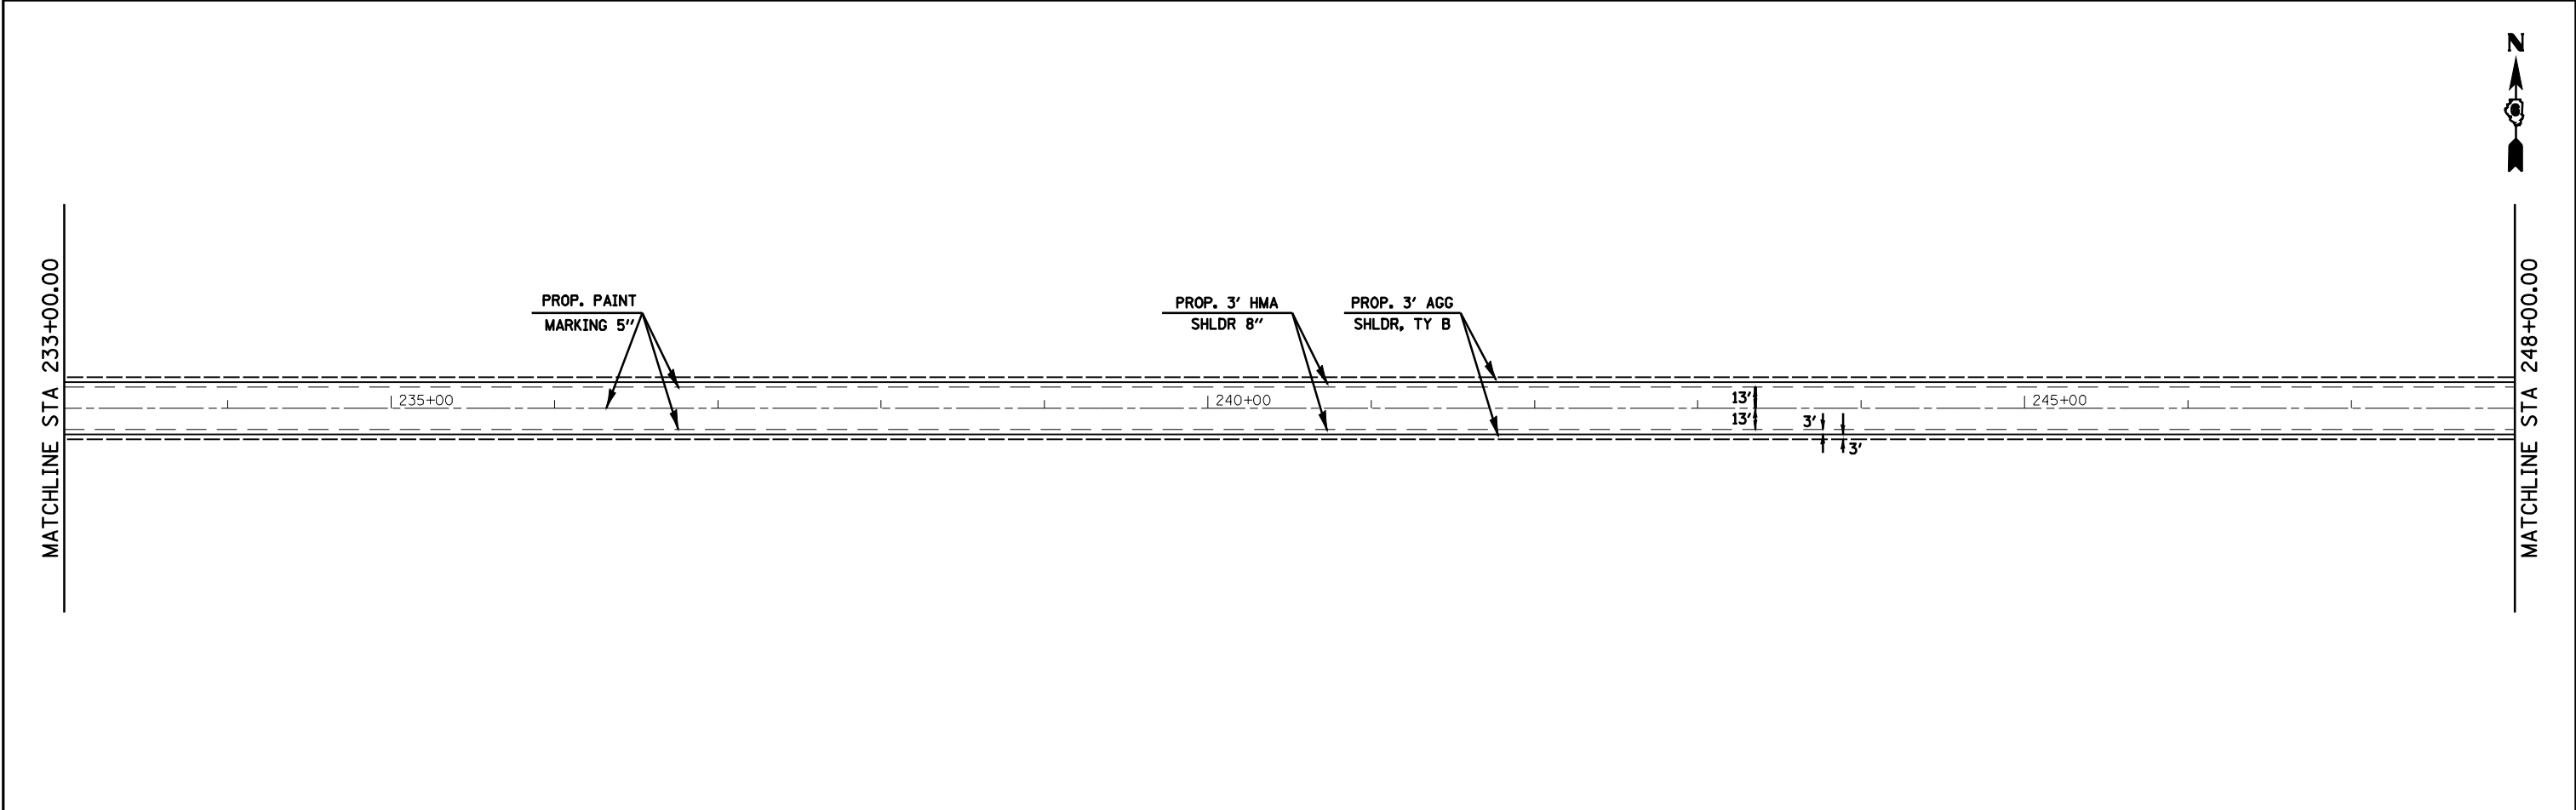 N
MATCHLINE STA 233+00.00
PROP. PAINT
MARKING 5"
PROP. 3' HMA
SHLDR 8"
PROP. 3' AGG
SHLDR, TY B
235+00
240+00
245+00
13'
13'
3'
3'
MATCHLINE STA 248+00.00